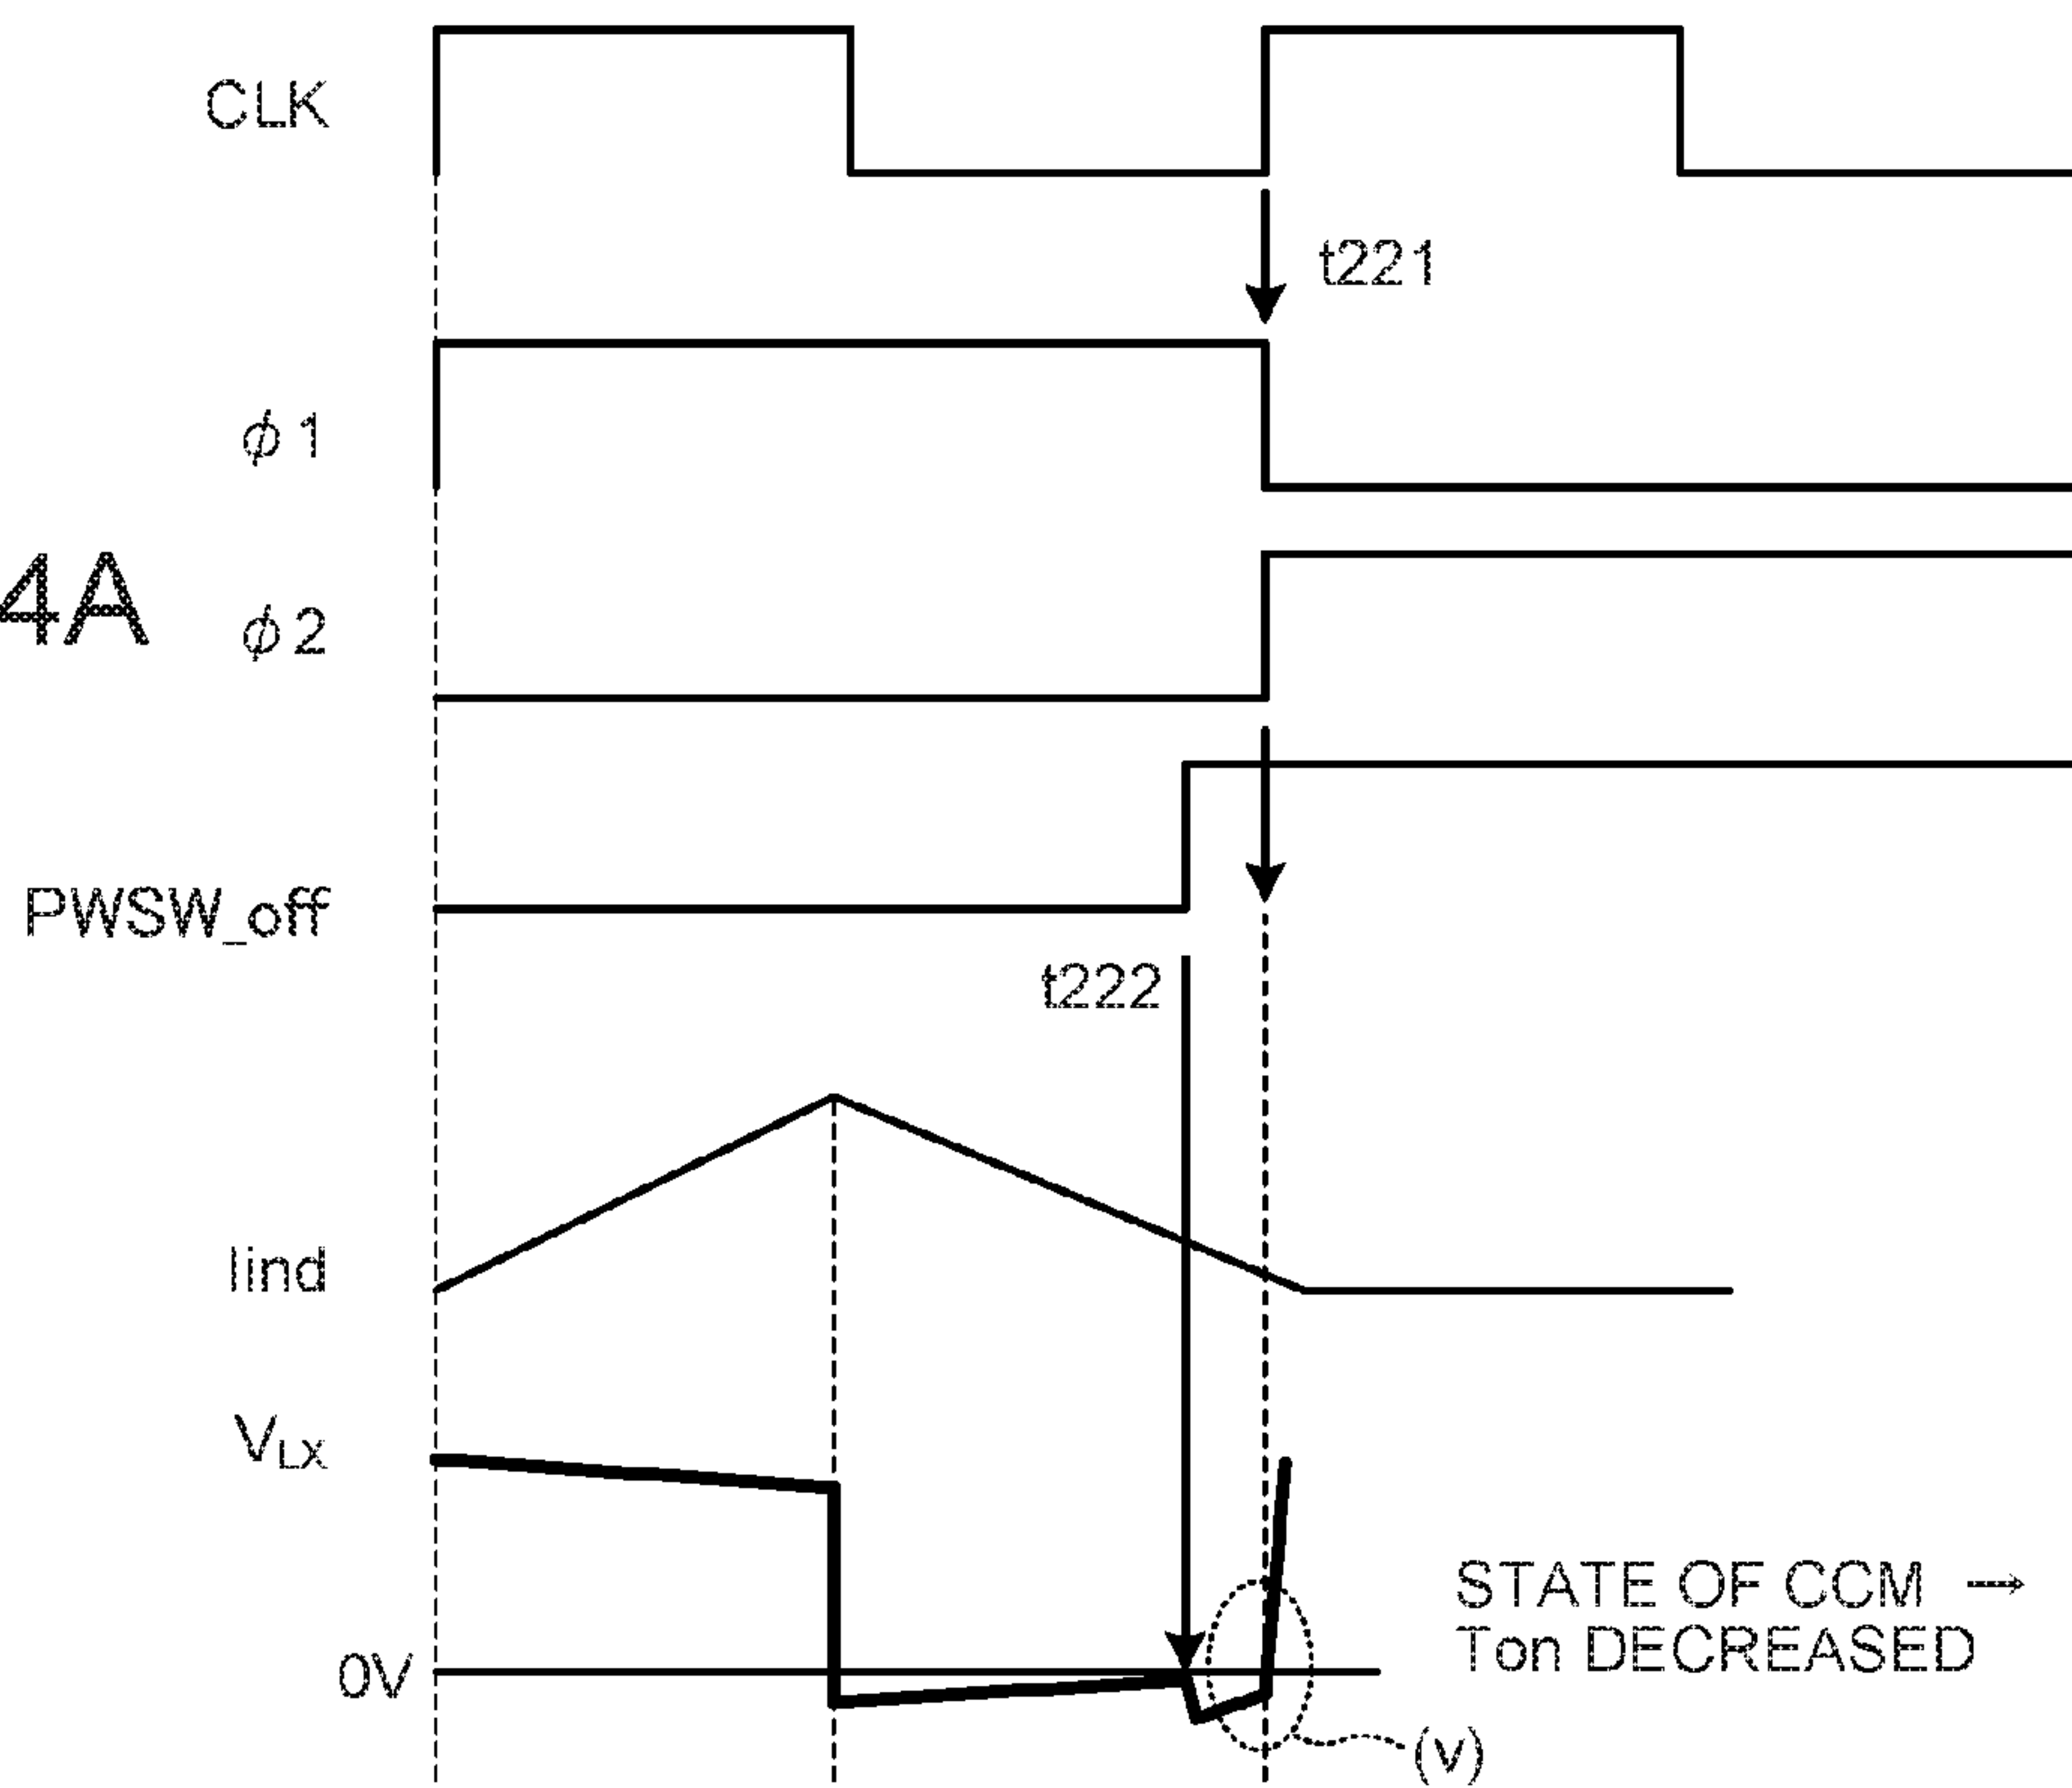 CLK
t221
ϕ1
4A
ϕ2
PWSW_off
t222
Iind
VLX
STATE OF CCM →
Ton DECREASED
0V
(v)